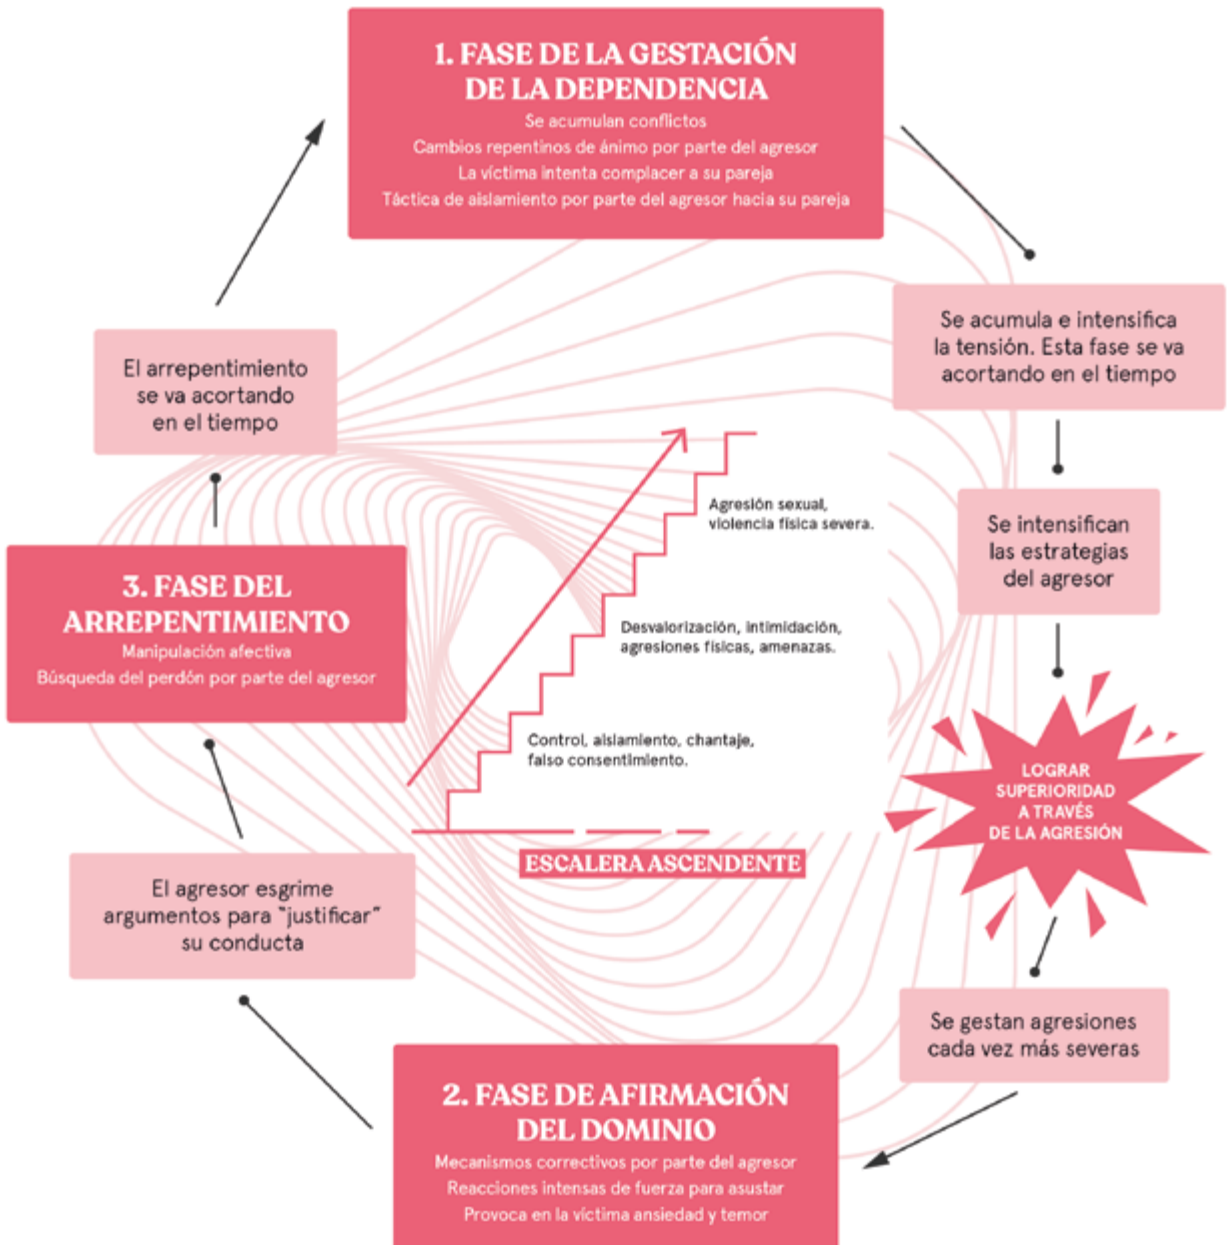 1. FASE DE LA GESTACIÓN
DE LA DEPENDENCIA
Se acumulan conflictos
Cambios repentinos de ánimo por parte del agresor
La víctima intenta complacer a su pareja
Táctica de aislamiento por parte del agresor hacia su pareja
Se acumula e intensifica
la tensión. Esta fase se va
acortando en el tiempo
Se intensifican
las estrategias
del agresor
LOGRAR
SUPERIORIDAD
A TRAVÉS
DE LA AGRESIÓN
Se gestan agresiones
cada vez más severas
2. FASE DE AFIRMACIÓN
DEL DOMINIO
Mecanismos correctivos por parte del agresor
Reacciones intensas de fuerza para asustar
Provoca en la víctima ansiedad y temor
El agresor esgrime
argumentos para "justificar"
su conducta
3. FASE DEL
ARREPENTIMIENTO
Manipulación afectiva
Búsqueda del perdón por parte del agresor
El arrepentimiento
se va acortando
en el tiempo
Agresión sexual,
violencia física severa.
Desvalorización, intimidación,
agresiones físicas, amenazas.
Control, aislamiento, chantaje,
falso consentimiento.
ESCALERA ASCENDENTE